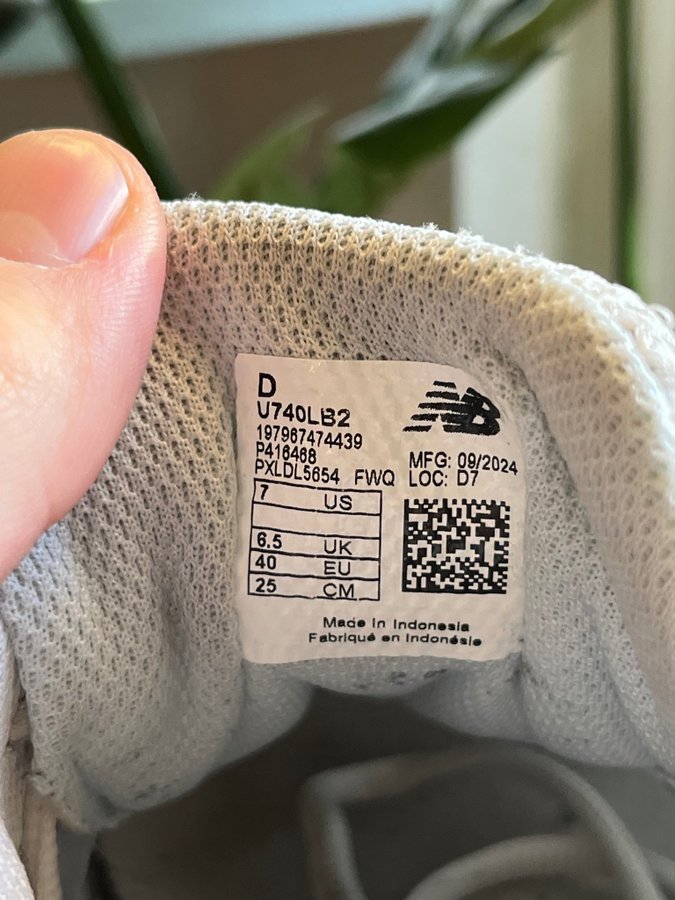 D
U740LB2
197967474439
P416468
PXLDL5654 FWQ
NB
MFG: 09/2024
LOC: D7
7 US
6.5 UK
40 EU
25 CM
Made in Indonesia
Fabriqué en Indonésie